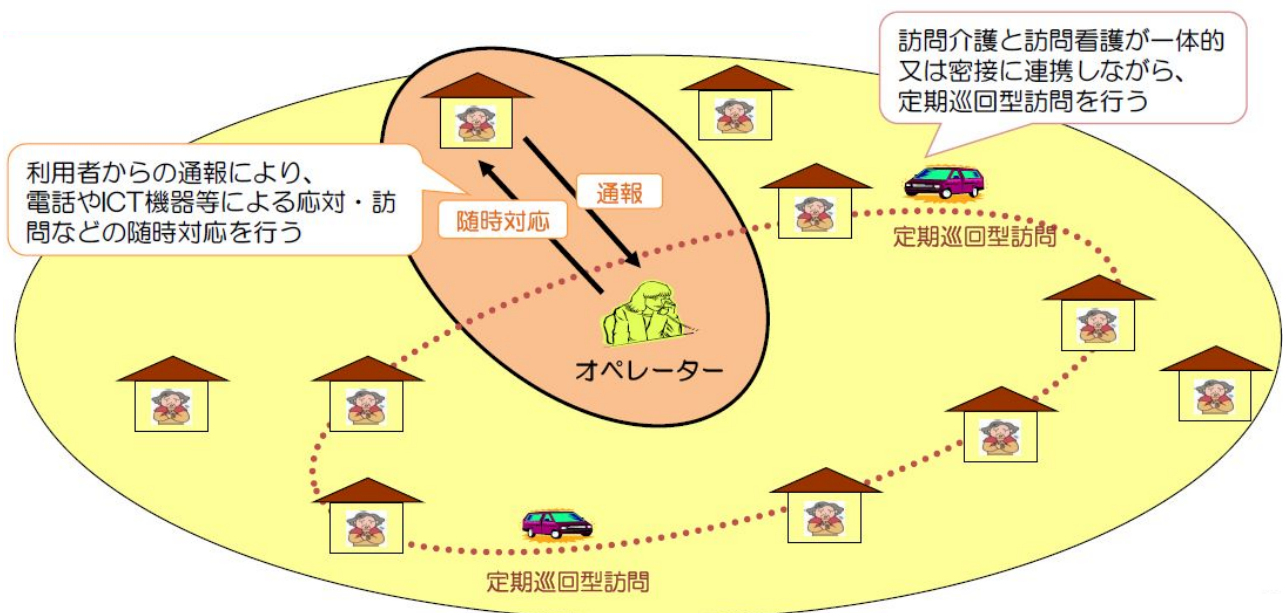 訪問介護と訪問看護が一体的
又は密接に連携しながら、
定期巡回型訪問を行う
利用者からの通報により、
電話やICT機器等による応対・訪
問などの随時対応を行う
通報
随時対応
定期巡回型訪問
オペレーター
定期巡回型訪問